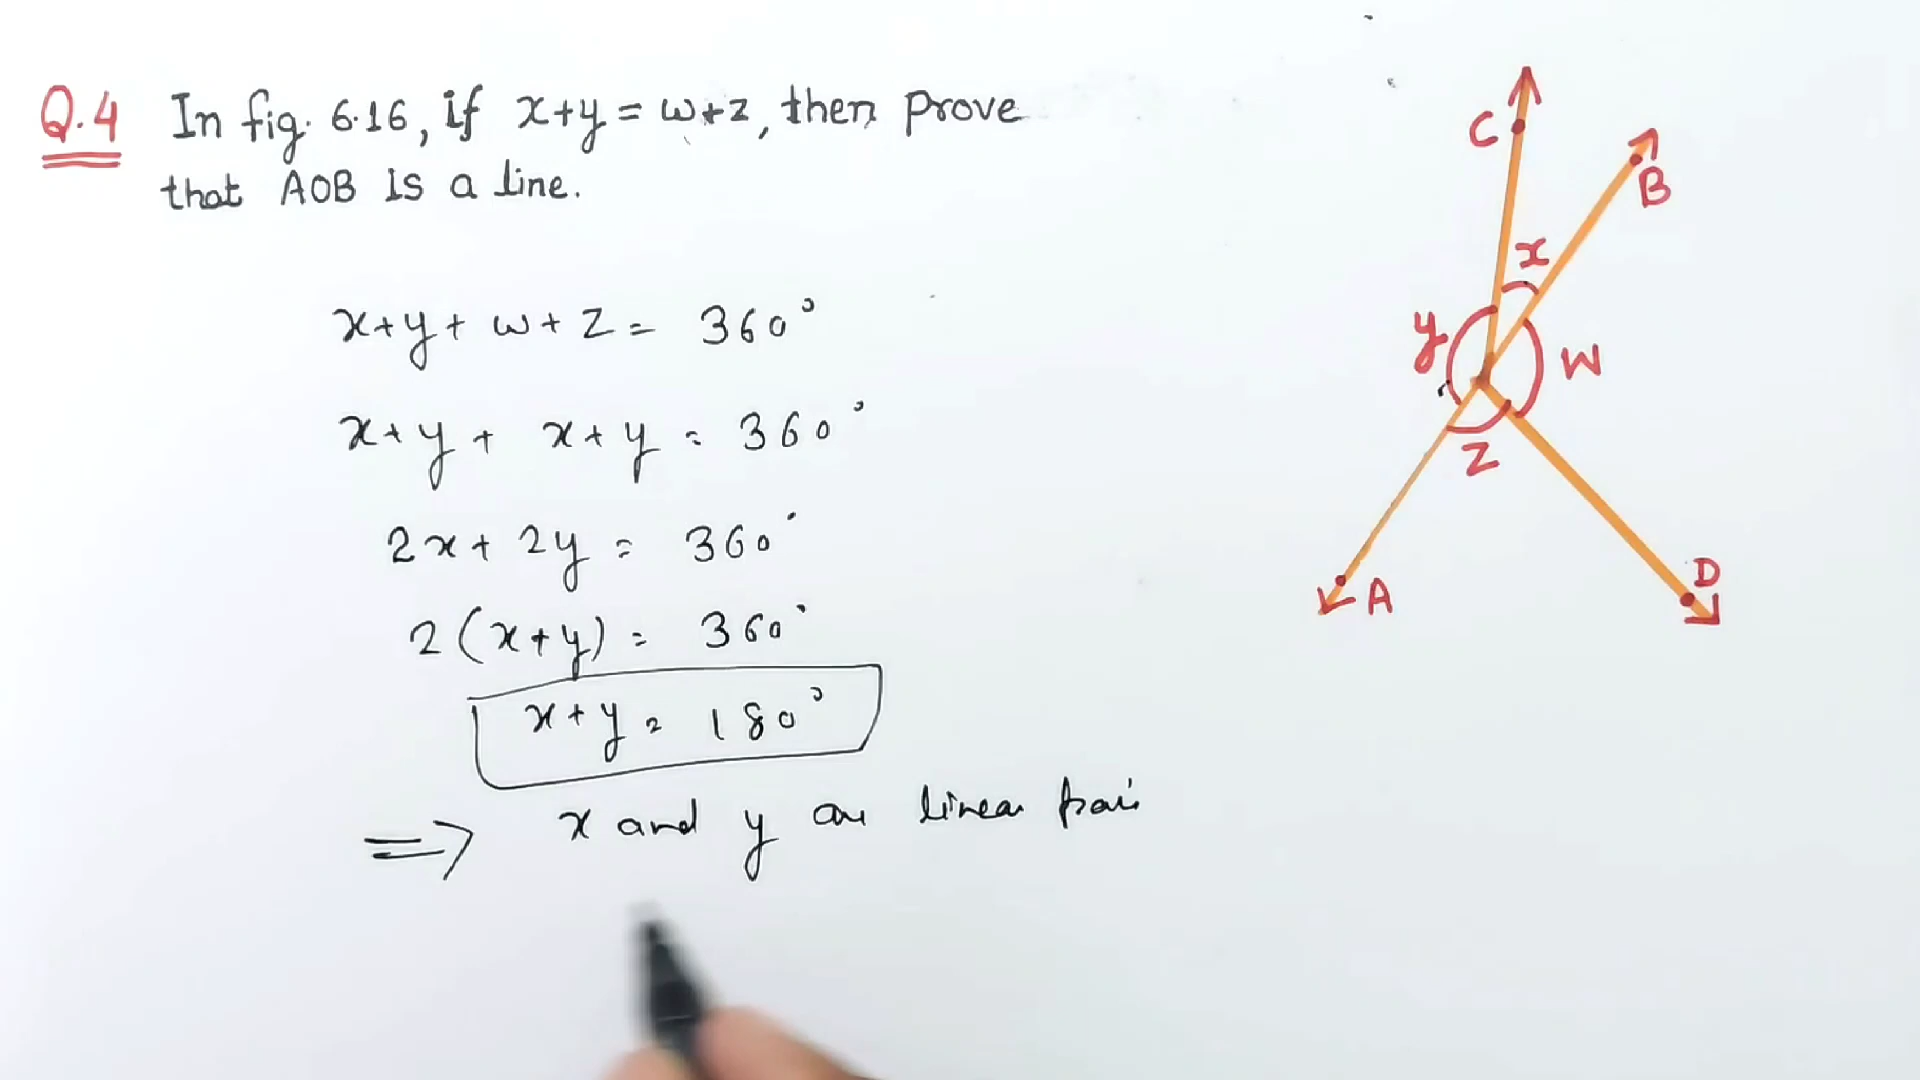 Q.4 In fig. 6.16, if x+y = w+z, then prove
that AOB is a line.
x+y+ w+z = 360°
x+y+ x+y = 360°
2x+2y = 360°
2(x+y) = 360°
x+y = 180°
⇒ x and y are linear pair
C
B
x
y
W
Z
A
D